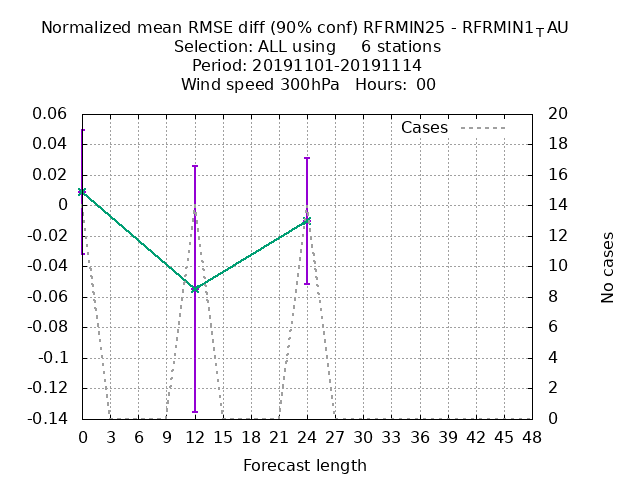 Normalized mean RMSE diff (90% conf) RFRMIN25 - RFRMIN1TAU
Selection: ALL using 6 stations
Period: 20191101-20191114
Wind speed 300hPa Hours: 00
Cases
0.06
0.04
0.02
0
-0.02
-0.04
-0.06
-0.08
-0.1
-0.12
-0.14
20
18
16
14
12
10
8
6
4
2
0
No cases
0 3 6 9 12 15 18 21 24 27 30 33 36 39 42 45 48
Forecast length